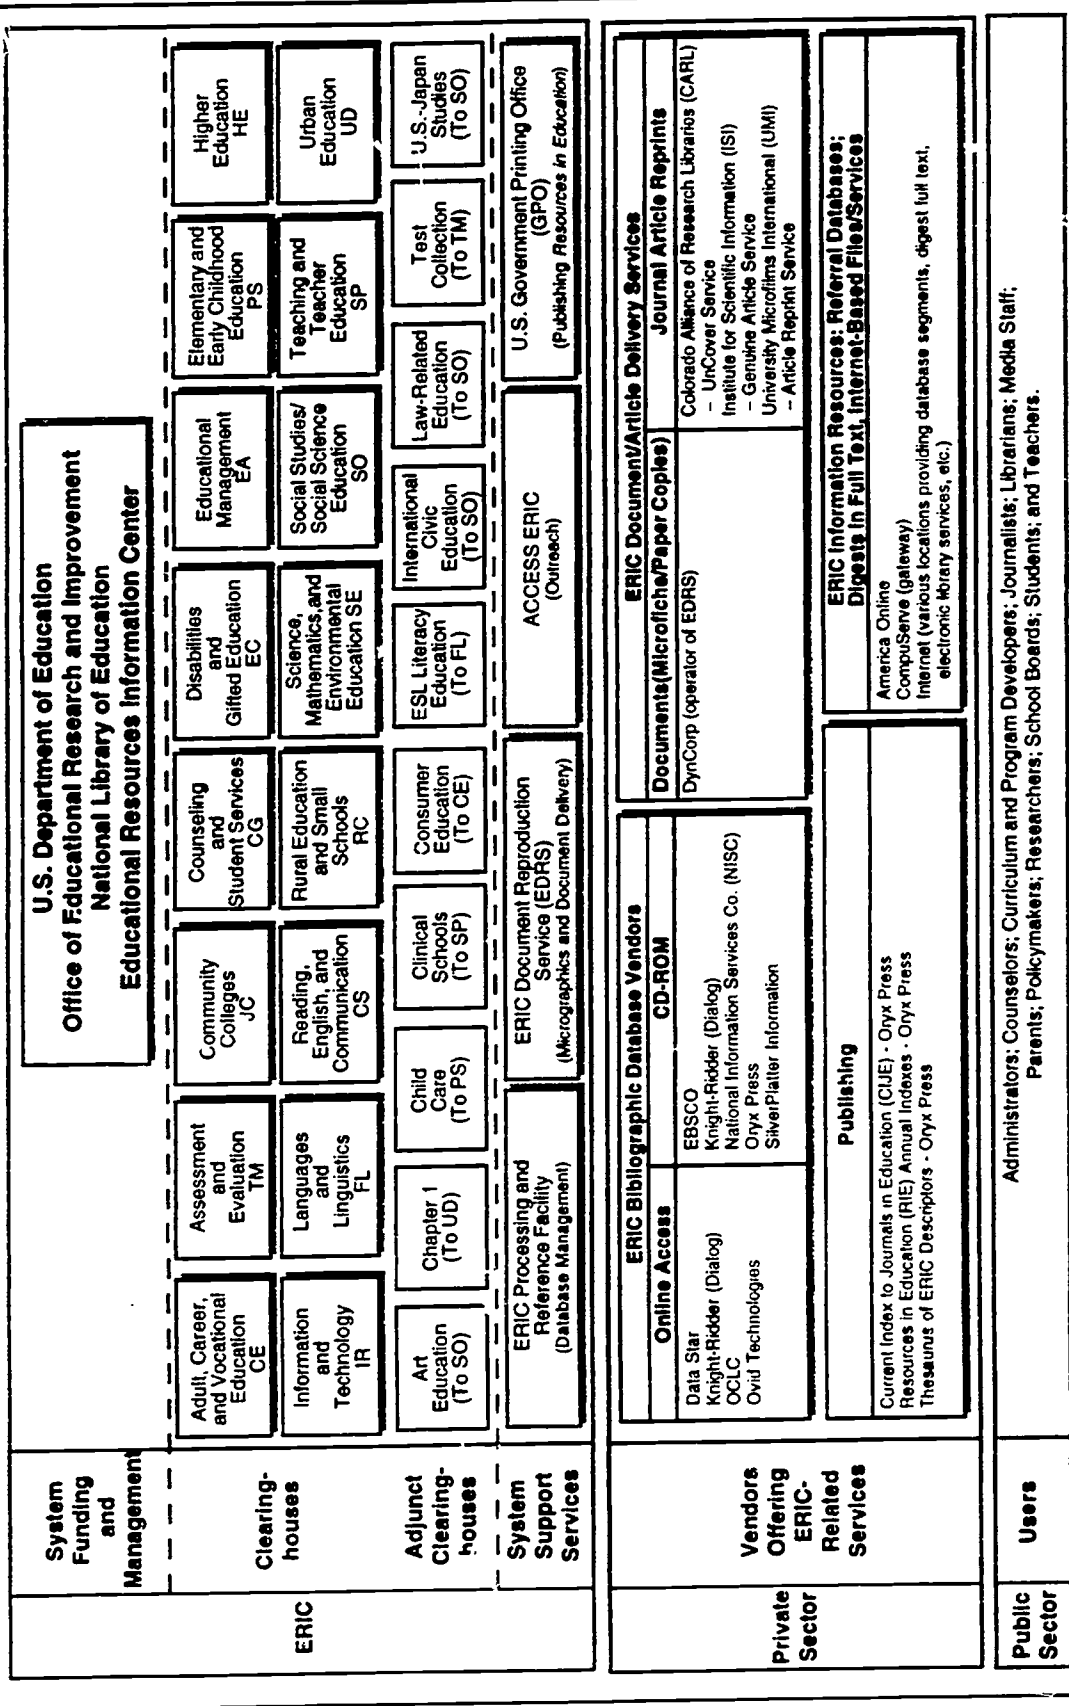 ERIC
System
Funding
and
Management
U.S. Department of Education
Office of Educational Research and Improvement
National Library of Education
Educational Resources Information Center
Clearing-
houses
Adult, Career,
and Vocational
Education
CE
Assessment
and
Evaluation
TM
Community
Colleges
JC
Counseling
and
Student Services
CG
Disabilities
and
Gifted Education
EC
Educational
Management
EA
Elementary and
Early Childhood
Education
PS
Higher
Education
HE
Information
and
Technology
IR
Languages
and
Linguistics
FL
Reading,
English, and
Communication
CS
Rural Education
and Small
Schools
RC
Science,
Mathematics,and
Environmental
Education SE
Social Studies/
Social Science
Education
SO
Teaching and
Teacher
Education
SP
Urban
Education
UD
Adjunct
Clearing-
houses
Art
Education
(To SO)
Chapter 1
(To UD)
Child
Care
(To PS)
Clinical
Schools
(To SP)
Consumer
Education
(To CE)
ESL Literacy
Education
(To FL)
International
Civic
Education
(To SO)
Law-Related
Education
(To SO)
Test
Collection
(To TM)
U.S.-Japan
Studies
(To SO)
System
Support
Services
ERIC Processing and
Reference Facility
(Database Management)
ERIC Document Reproduction
Service (EDRS)
(Micrographics and Document Delivery)
ACCESS ERIC
(Outreach)
U.S. Government Printing Office
(GPO)
(Publishing Resources in Education)
Private
Sector
Vendors
Offering
ERIC-
Related
Services
ERIC Bibliographic Database Vendors
Online Access
Data Star
Knight-Ridder (Dialog)
OCLC
Ovid Technologies
CD-ROM
EBSCO
Knight-Ridder (Dialog)
National Information Services Co. (NISC)
Oryx Press
SilverPlatter Information
ERIC Document/Article Delivery Services
Documents(Microfiche/Paper Copies)
DynCorp (operator of EDRS)
Journal Article Reprints
Colorado Alliance of Research Libraries (CARL)
– UnCover Service
Institute for Scientific Information (ISI)
- Genuine Article Service
University Microfilms International (UMI)
- Article Reprint Service
Publishing
Current Index to Journals in Education (CIJE) - Oryx Press
Resources in Education (RIE) Annual Indexes - Oryx Press
Thesaurus of ERIC Descriptors - Oryx Press
ERIC Information Resources: Referral Databases;
Digests in Full Text, Internet-Based Files/Services
America Online
CompuServe (gateway)
Internet (various locations providing database segments, digest full text,
electronic library services, etc.)
Public
Sector
Users
Administrators; Counselors; Curriculum and Program Developers; Journalists; Librarians; Media Staff;
Parents; Policymakers; Researchers; School Boards; Students; and Teachers.